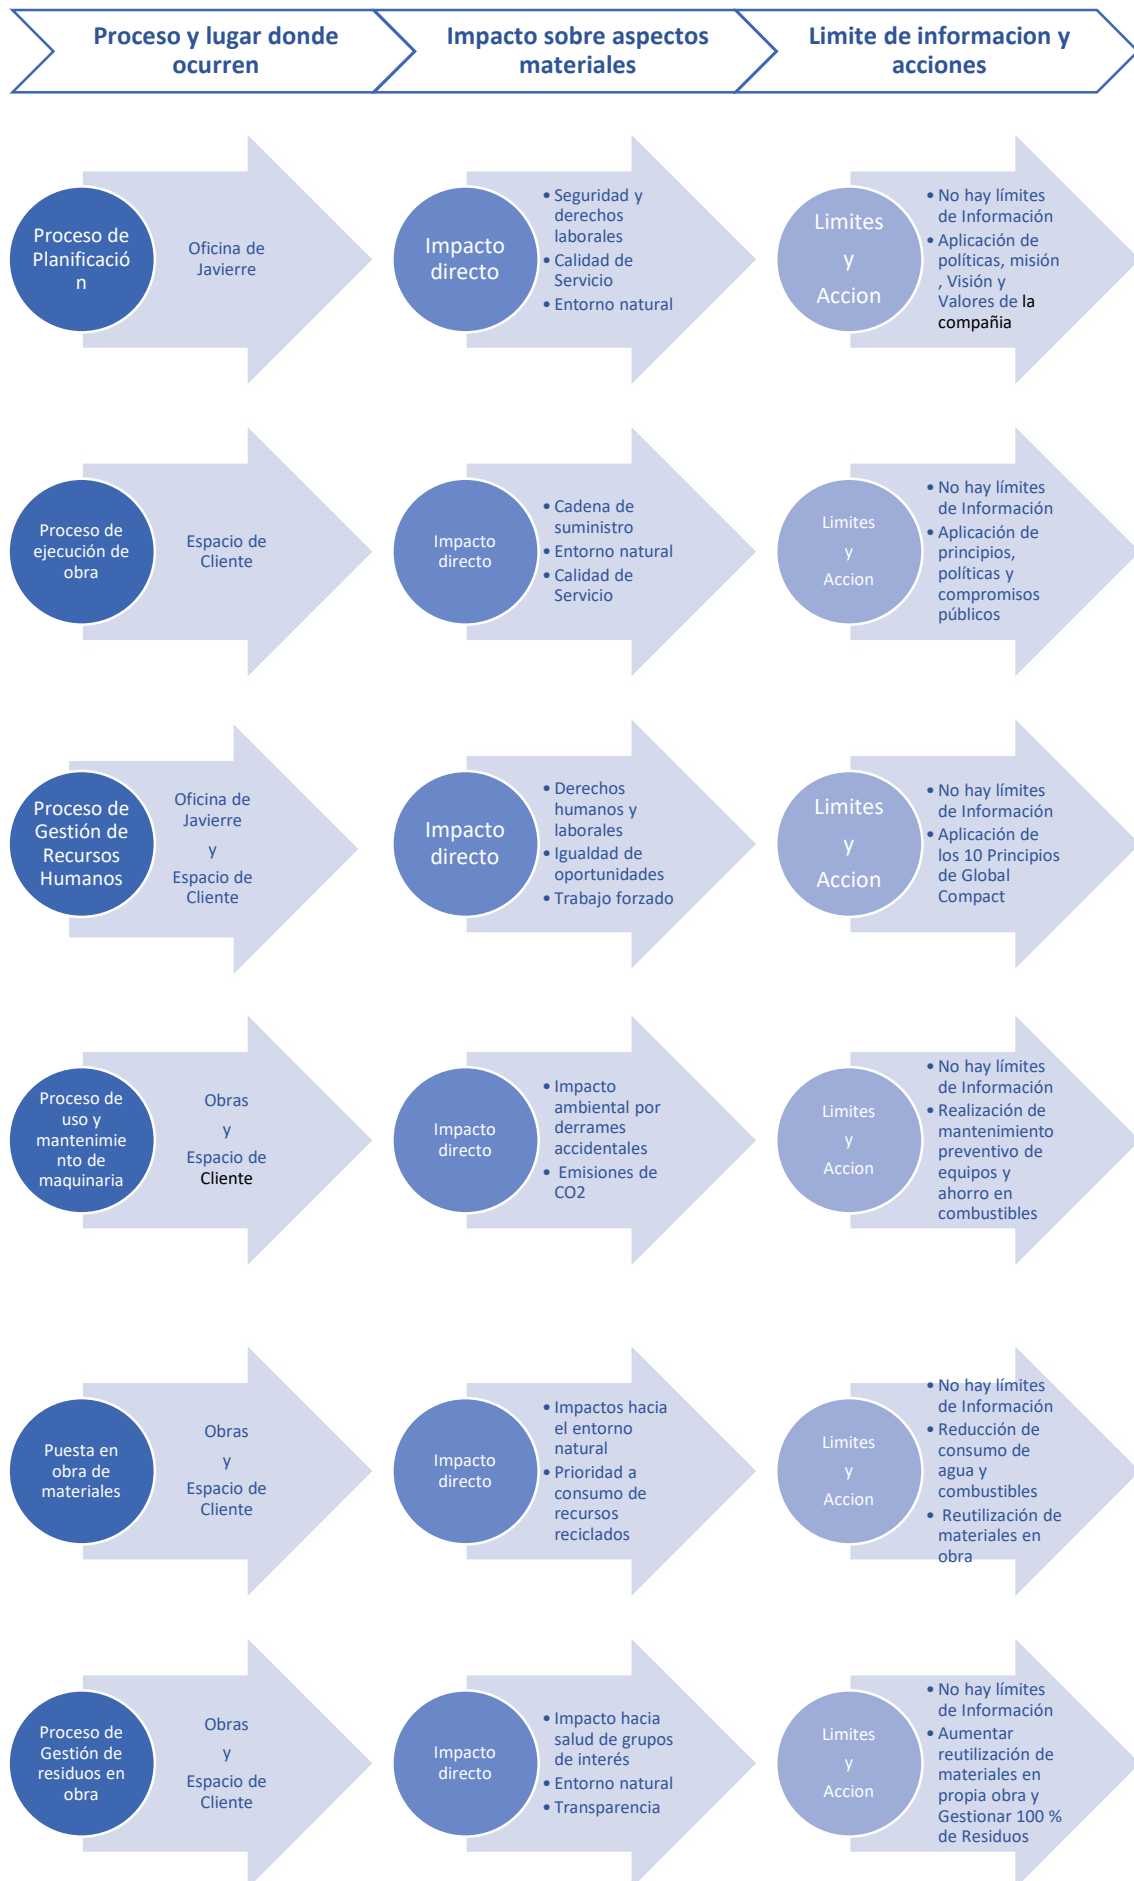 Proceso y lugar donde
ocurren
Impacto sobre aspectos
materiales
Limite de informacion y
acciones
Proceso de
Planificació
n
Oficina de
Javierre
Impacto
directo
• Seguridad y
derechos
laborales
• Calidad de
Servicio
• Entorno natural
Limites
y
Accion
• No hay límites
de Información
• Aplicación de
políticas, misión
, Visión y
Valores de la
compañia
Proceso de
ejecución de
obra
Espacio de
Cliente
Impacto
directo
• Cadena de
suministro
• Entorno natural
• Calidad de
Servicio
Limites
y
Accion
• No hay límites
de Información
• Aplicación de
principios,
políticas y
compromisos
públicos
Proceso de
Gestión de
Recursos
Humanos
Oficina de
Javierre
y
Espacio de
Cliente
Impacto
directo
• Derechos
humanos y
laborales
• Igualdad de
oportunidades
• Trabajo forzado
Limites
y
Accion
• No hay límites
de Información
• Aplicación de
los 10 Principios
de Global
Compact
Proceso de
uso y
mantenimie
nto de
maquinaria
Obras
y
Espacio de
Cliente
Impacto
directo
• Impacto
ambiental por
derrames
accidentales
• Emisiones de
CO2
Limites
y
Accion
• No hay límites
de Información
• Realización de
mantenimiento
preventivo de
equipos y
ahorro en
combustibles
Puesta en
obra de
materiales
Obras
y
Espacio de
Cliente
Impacto
directo
• Impactos hacia
el entorno
natural
• Prioridad a
consumo de
recursos
reciclados
Limites
y
Accion
• No hay límites
de Información
• Reducción de
consumo de
agua y
combustibles
• Reutilización de
materiales en
obra
Proceso de
Gestión de
residuos en
obra
Obras
y
Espacio de
Cliente
Impacto
directo
• Impacto hacia
salud de grupos
de interés
• Entorno natural
• Transparencia
Limites
y
Accion
• No hay límites
de Información
• Aumentar
reutilización de
materiales en
propia obra y
Gestionar 100 %
de Residuos